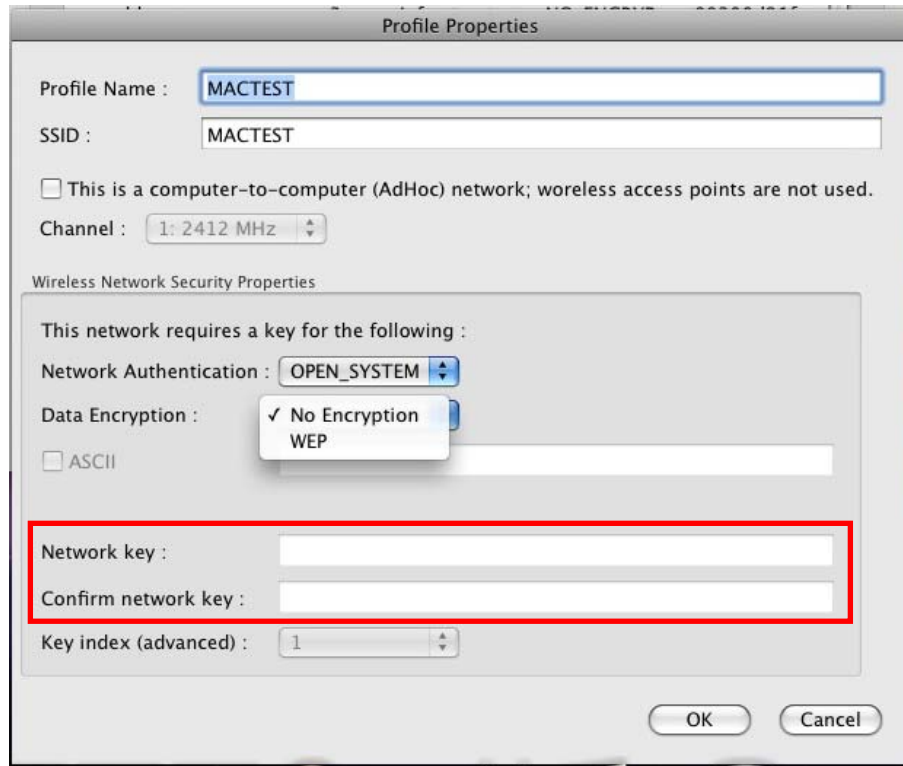 Profile Properties
Profile Name :
MACTEST
SSID :
MACTEST
This is a computer-to-computer (AdHoc) network; woreless access points are not used.
Channel :
1: 2412 MHz
Wireless Network Security Properties
This network requires a key for the following :
Network Authentication :
OPEN_SYSTEM
Data Encryption :
✓ No Encryption
WEP
ASCII
Network key :
Confirm network key :
Key index (advanced) :
1
OK
Cancel